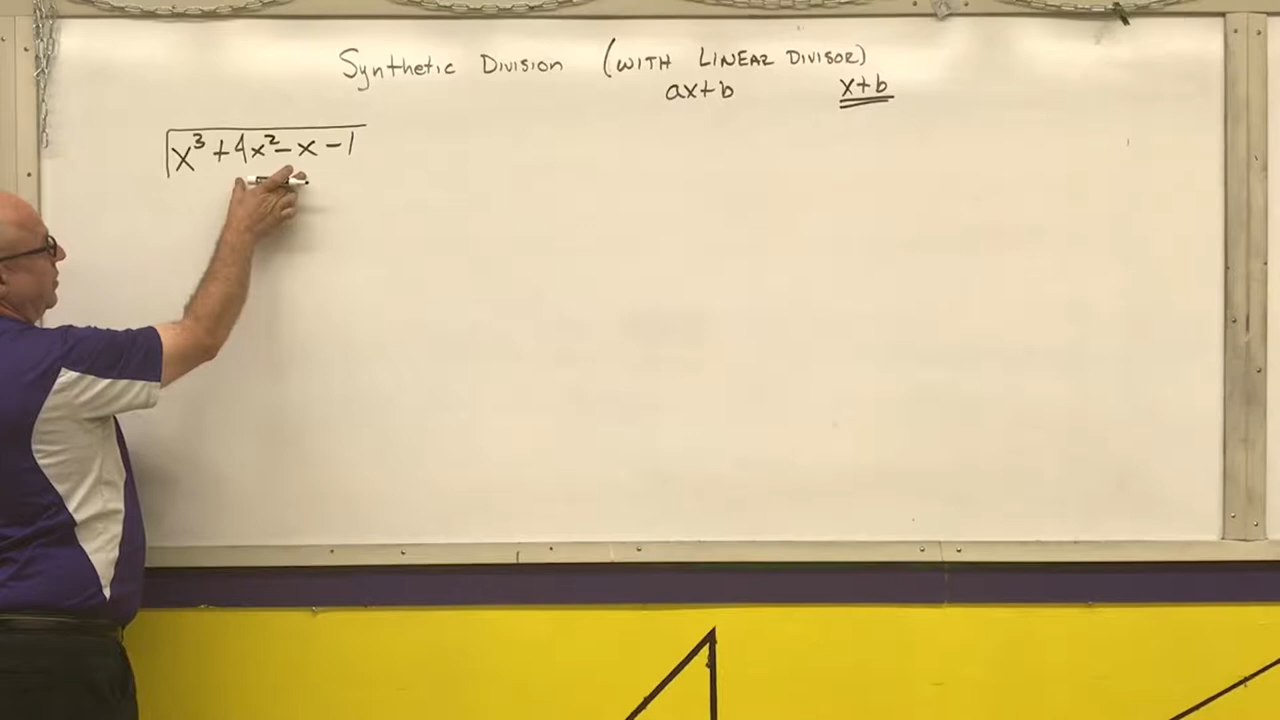 Synthetic Division (WITH LINEAR DIVISOR)
ax+b x+b
x³+4x²-x-1